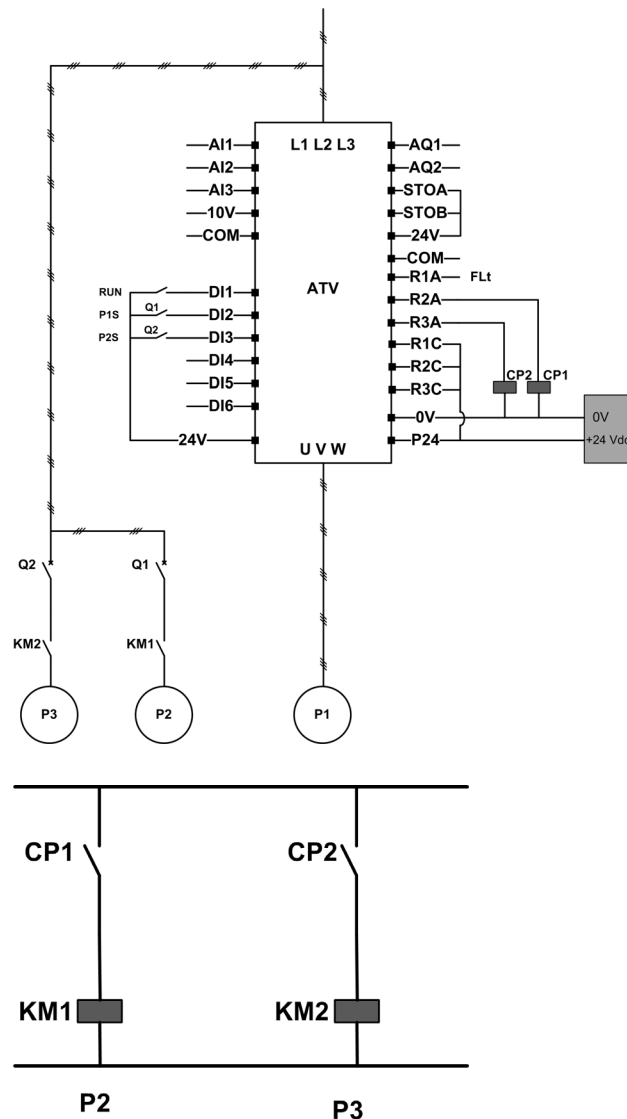 L1 L2 L3
AI1
AI2
AI3
10V
COM
AQ1
AQ2
STOA
STOB
24V
COM
R1A FLt
R2A
R3A
R1C
R2C
R3C
0V
P24
RUN DI1
P1S Q1 DI2
P2S Q2 DI3
DI4
DI5
DI6
24V
ATV
U V W
CP2 CP1
0V
+24 Vdc
Q2 Q1
KM2 KM1
P3 P2 P1
CP1 CP2
KM1 KM2
P2 P3